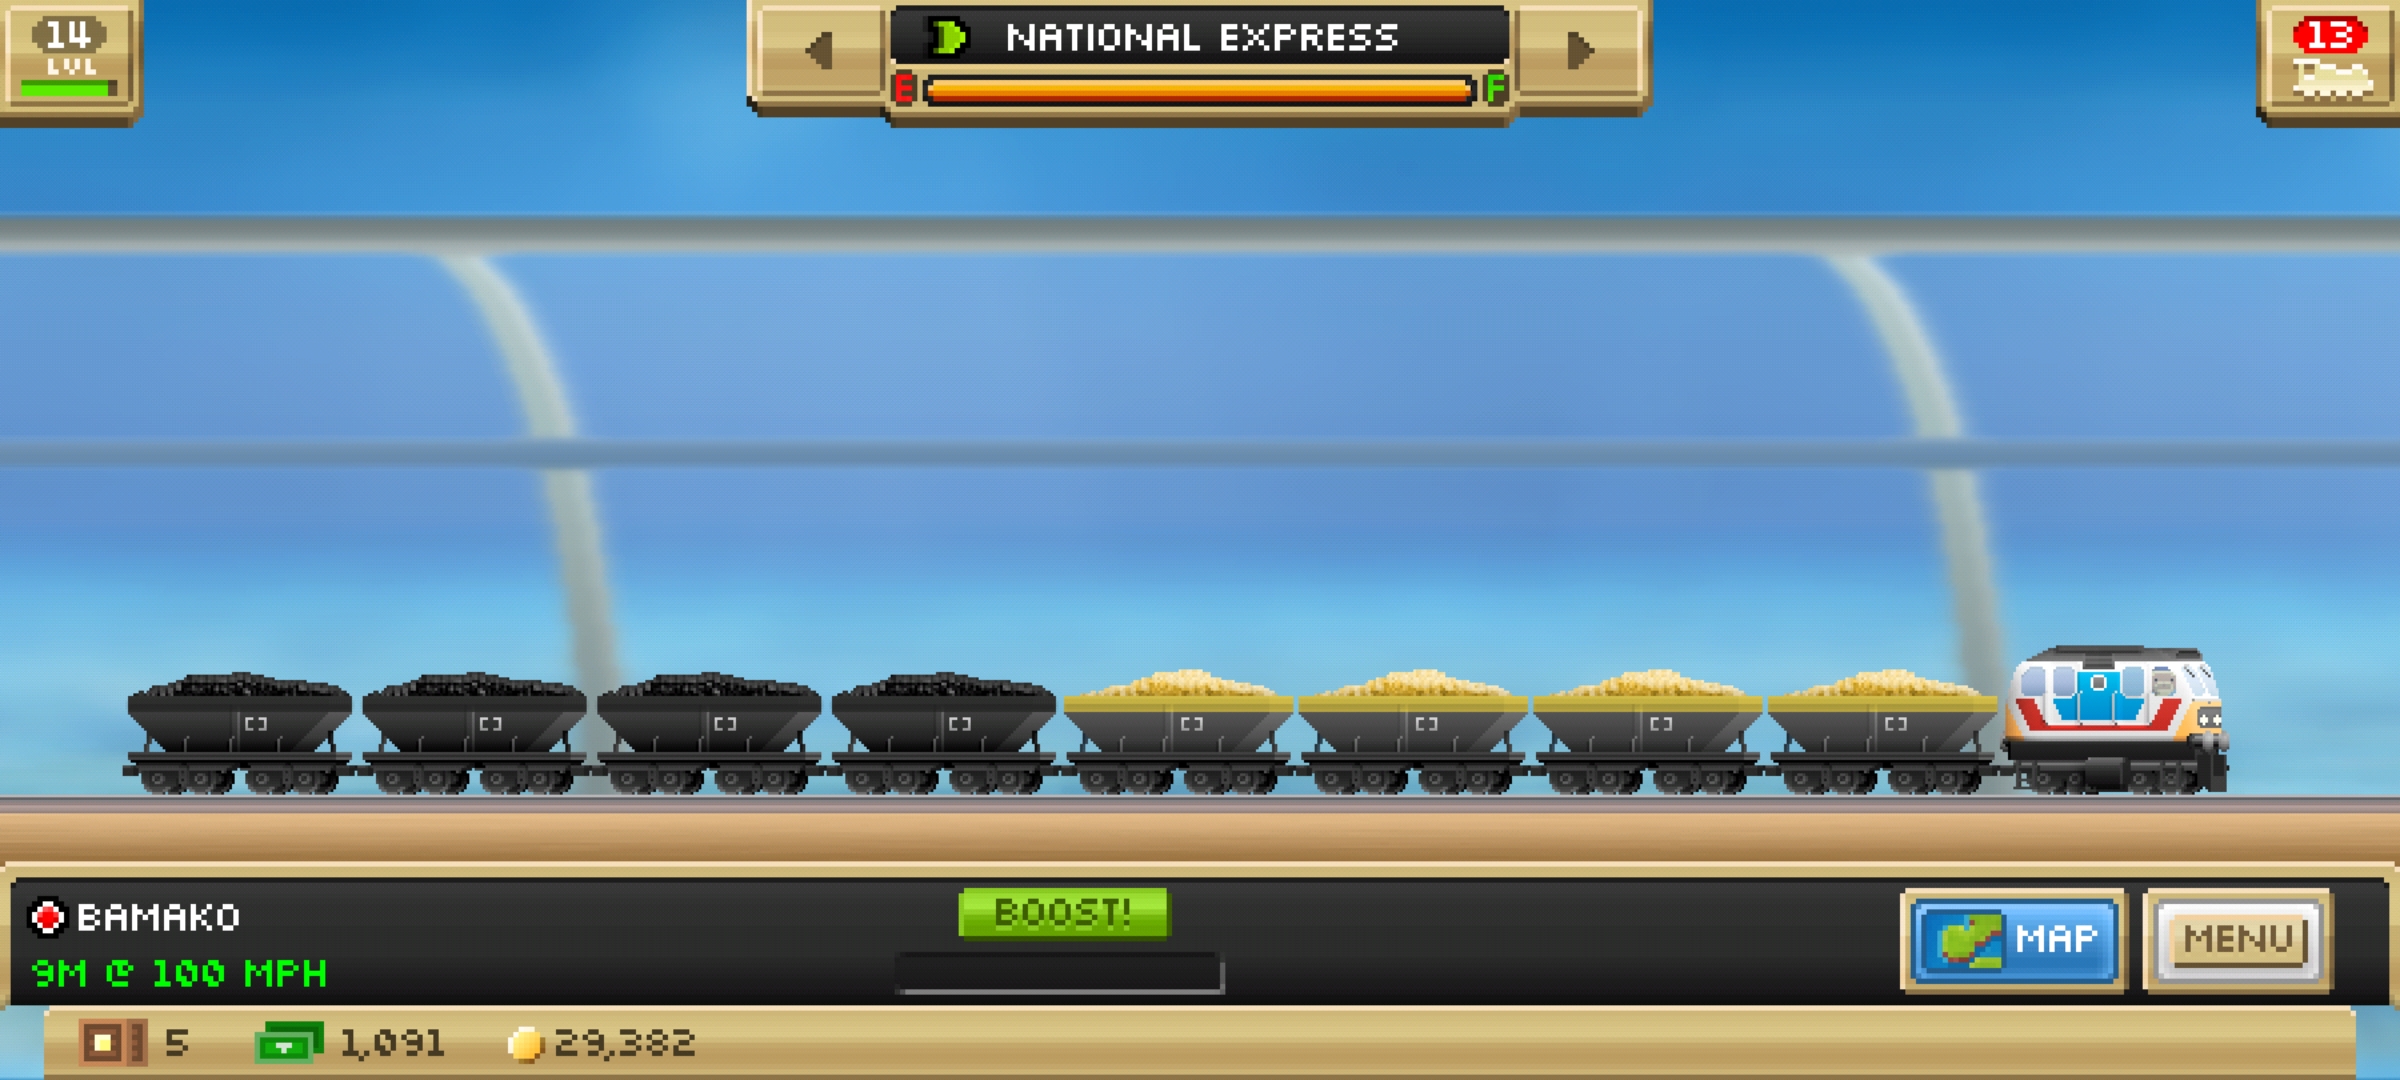 14
LVL
NATIONAL EXPRESS
E F
13
BAMAKO
9M @ 100 MPH
BOOST!
MAP
MENU
5
1,091
29,382